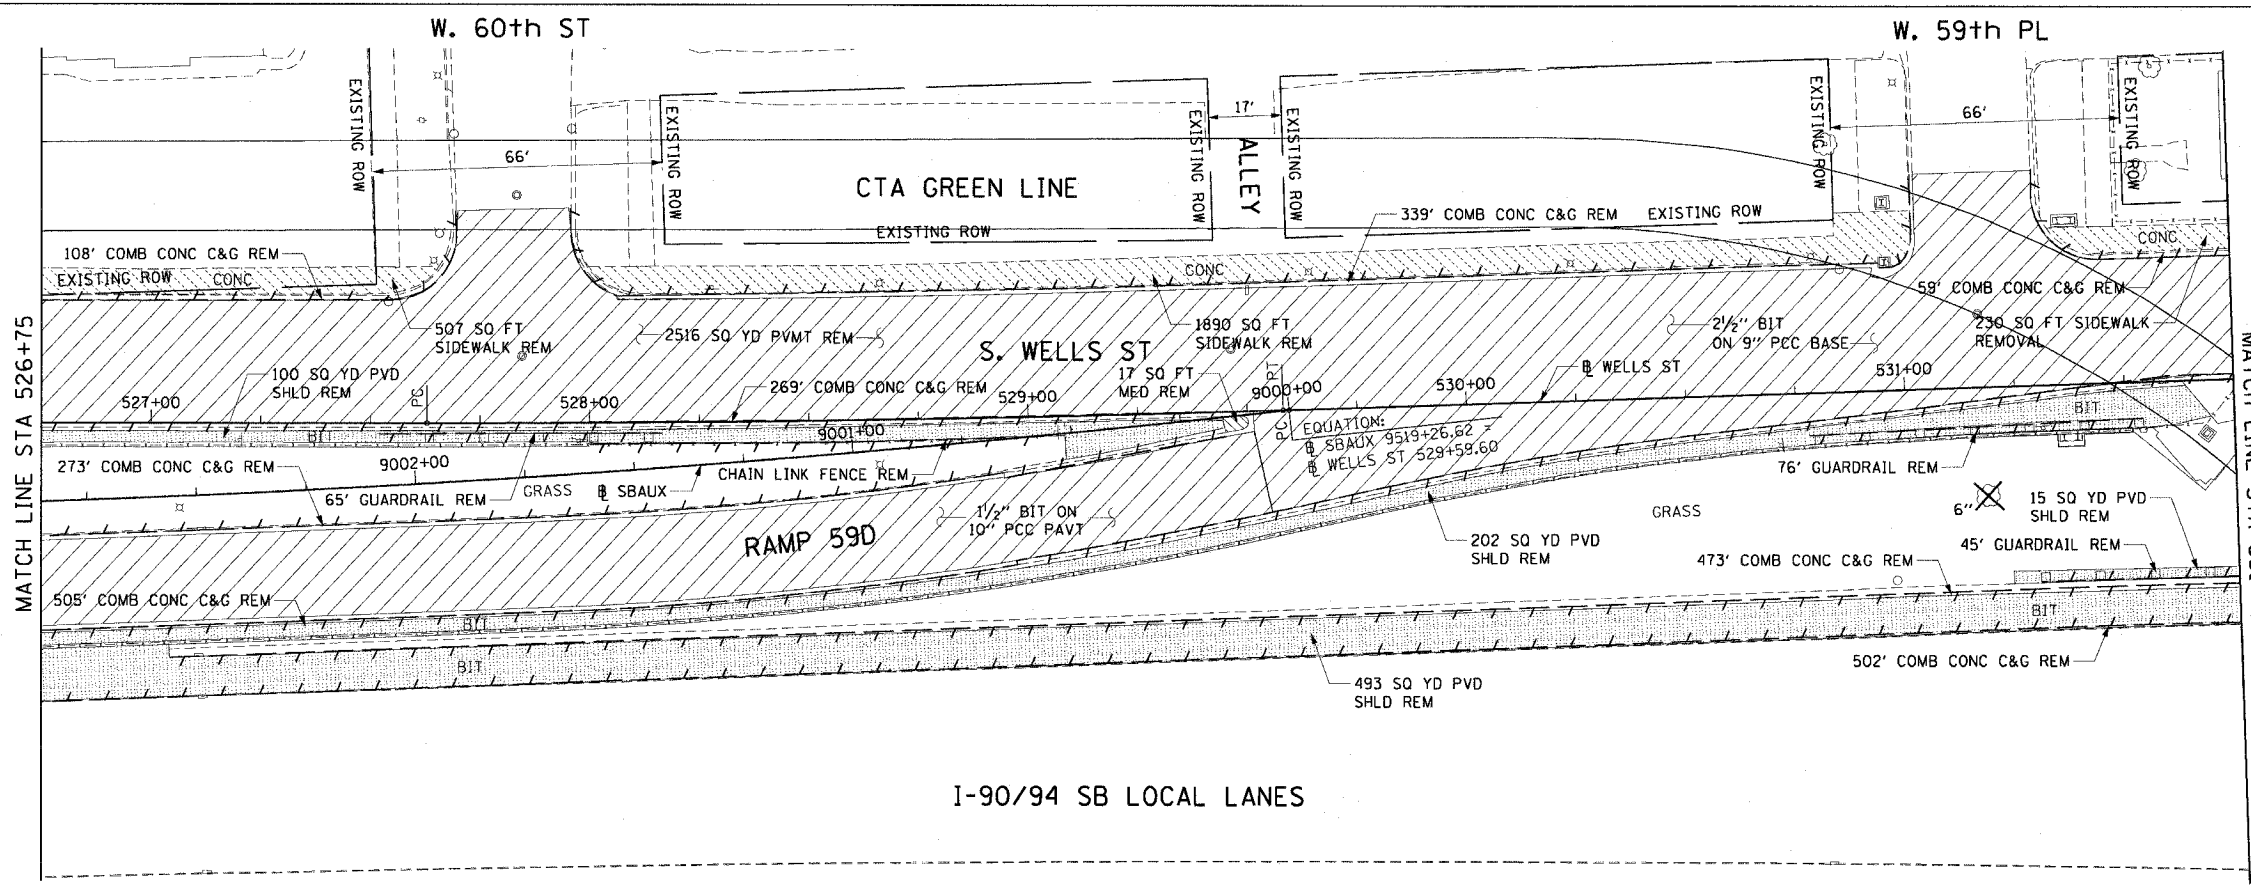 W. 60th ST
W. 59th PL
EXISTING ROW
66'
EXISTING ROW
CTA GREEN LINE
EXISTING ROW
EXISTING ROW
17'
ALLEY
EXISTING ROW
339' COMB CONC C&G REM
EXISTING ROW
EXISTING ROW
66'
EXISTING ROW
108' COMB CONC C&G REM
EXISTING ROW
CONC
CONC
CONC
59' COMB CONC C&G REM
507 SQ FT
SIDEWALK REM
2516 SQ YD PVMT REM
S. WELLS ST
1890 SQ FT
SIDEWALK REM
2 1/2" BIT
ON 9" PCC BASE
230 SQ FT SIDEWALK
REMOVAL
MATCH LINE STA 526+75
100 SQ YD PVD
SHLD REM
269' COMB CONC C&G REM
17 SQ FT
MED REM
WELLS ST
527+00
PC
528+00
529+00
9000+00
PT
530+00
531+00
BIT
9001+00
PC
EQUATION:
SBAUX 9519+26.62 =
WELLS ST 529+59.60
BIT
273' COMB CONC C&G REM
9002+00
65' GUARDRAIL REM
GRASS
SBAUX
CHAIN LINK FENCE REM
76' GUARDRAIL REM
1 1/2" BIT ON
10" PCC PAVT
RAMP 59D
GRASS
6"
15 SQ YD PVD
SHLD REM
202 SQ YD PVD
SHLD REM
473' COMB CONC C&G REM
45' GUARDRAIL REM
505' COMB CONC C&G REM
BIT
BIT
BIT
502' COMB CONC C&G REM
493 SQ YD PVD
SHLD REM
I-90/94 SB LOCAL LANES